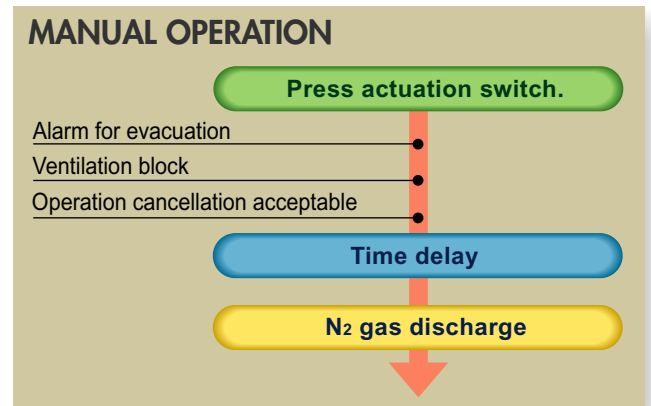 MANUAL OPERATION
Press actuation switch.
Alarm for evacuation
Ventilation block
Operation cancellation acceptable
Time delay
N2 gas discharge